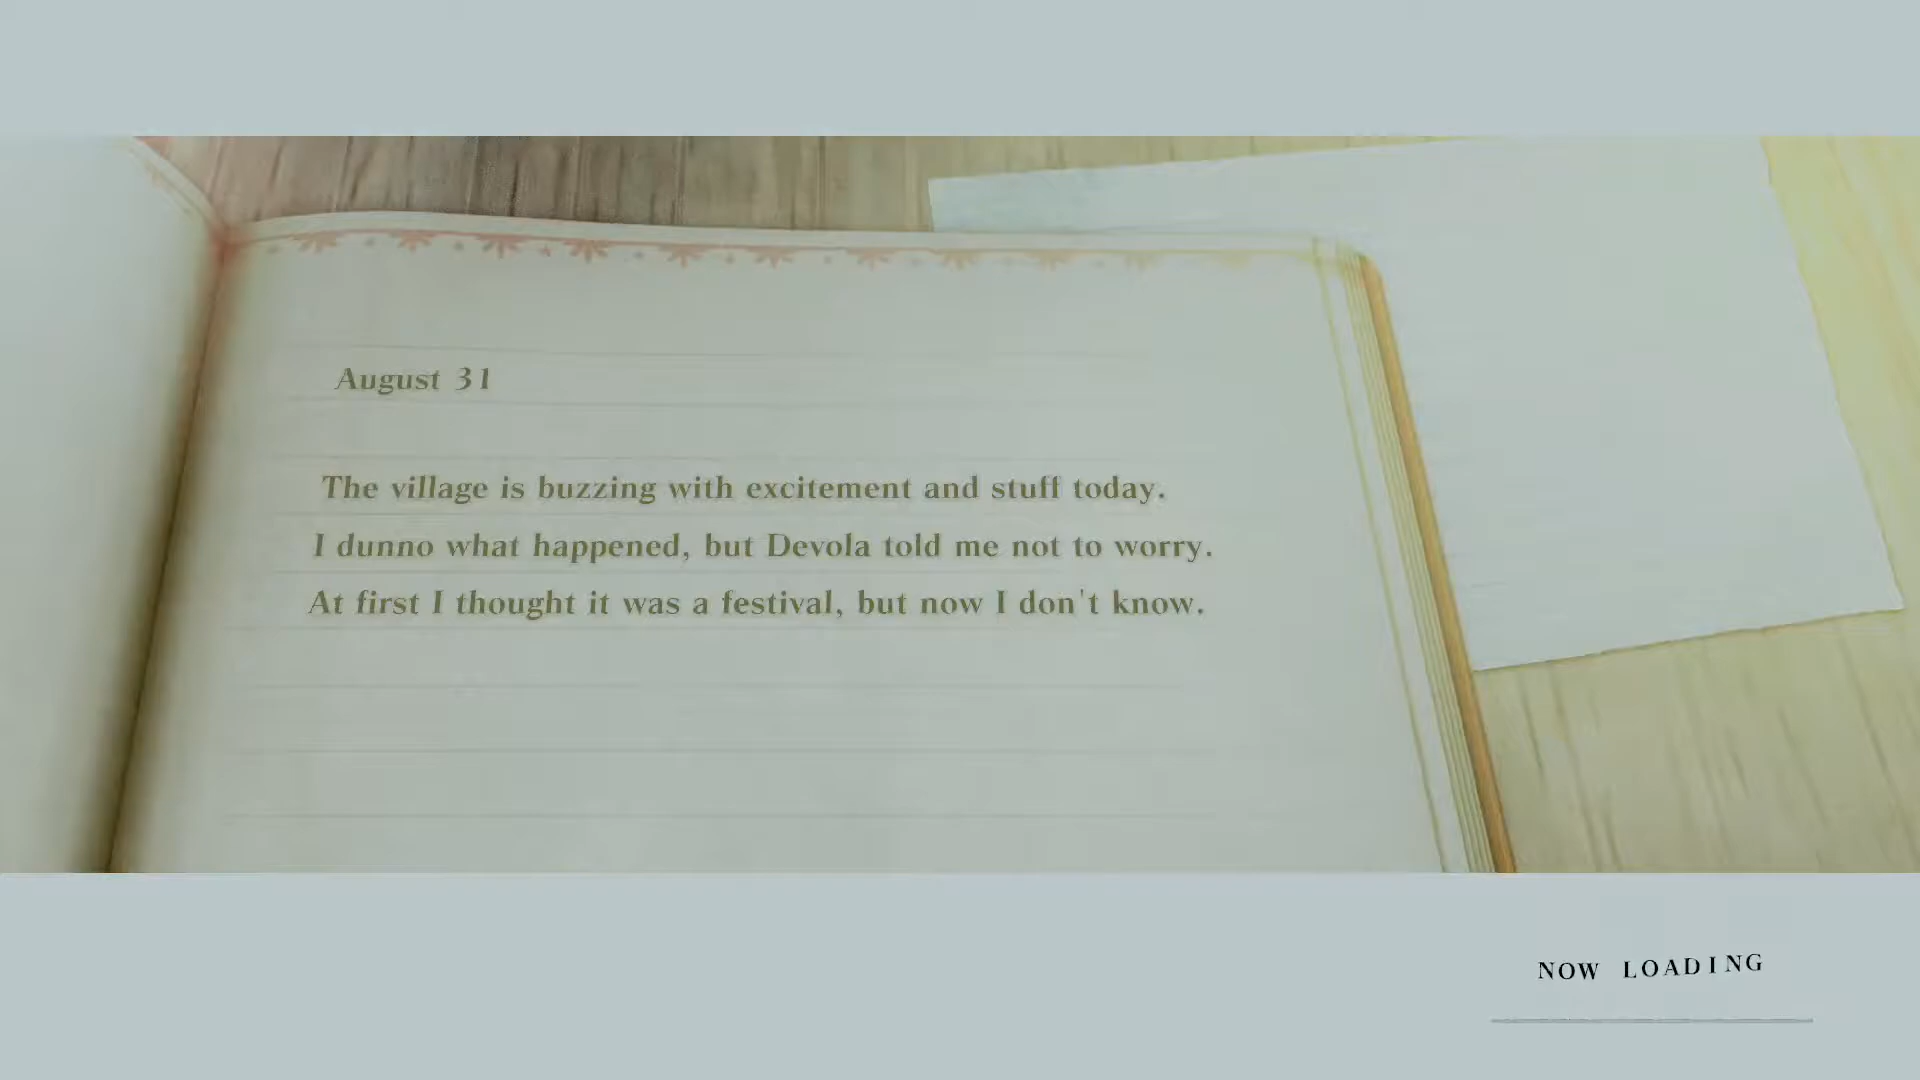 August 31
The village is buzzing with excitement and stuff today.
I dunno what happened, but Devola told me not to worry.
At first I thought it was a festival, but now I don't know.
NOW LOADING